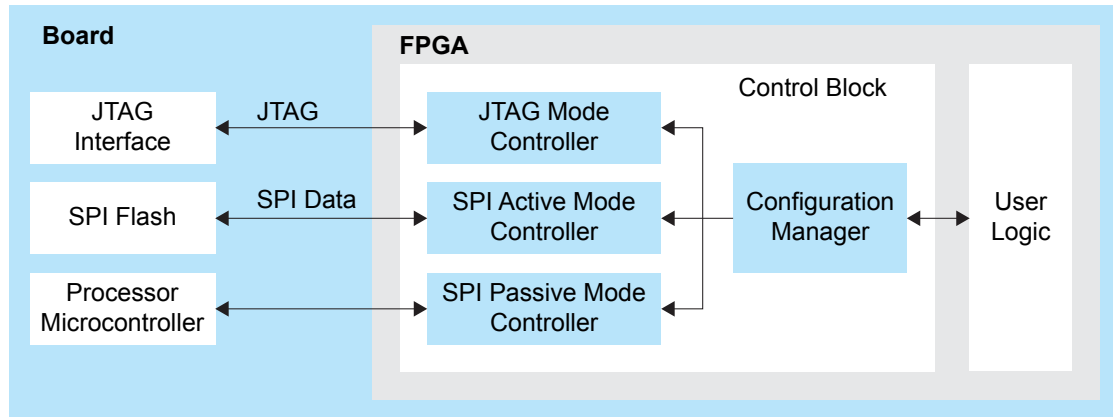 Board
FPGA
Control Block
JTAG
Interface
JTAG
JTAG Mode
Controller
SPI Flash
SPI Data
SPI Active Mode
Controller
Configuration
Manager
User
Logic
Processor
Microcontroller
SPI Passive Mode
Controller